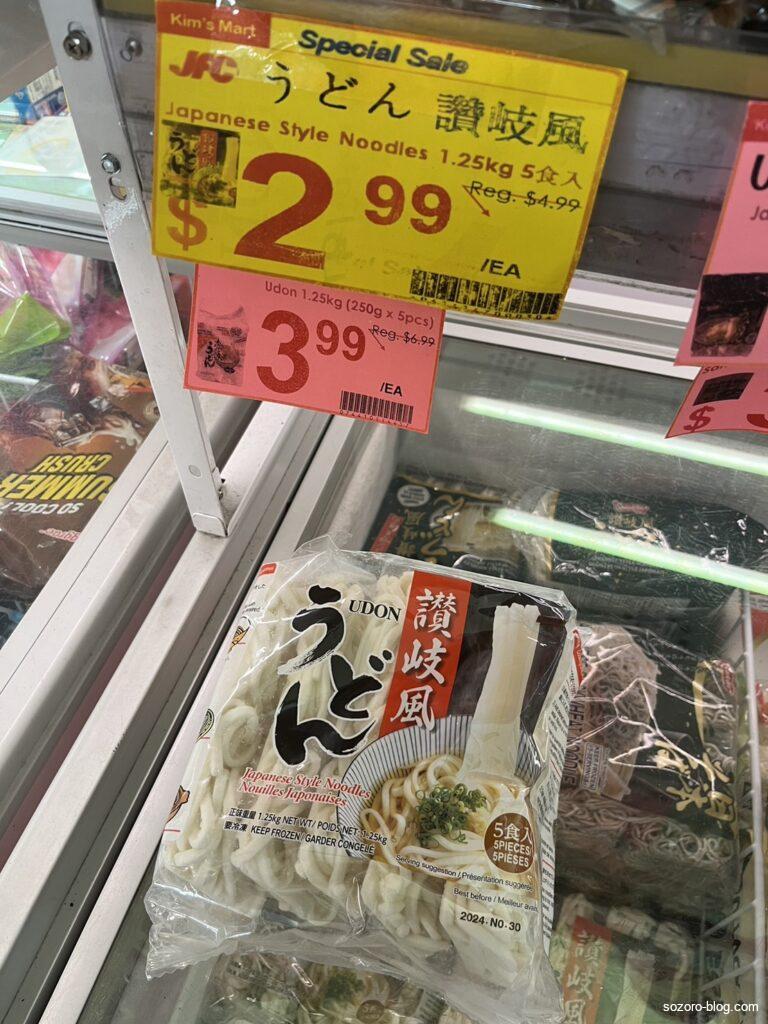 Kim's Mart
Special Sale
JFC うどん 讃岐風
Japanese Style Noodles 1.25kg 5食入
Reg. $4.99
$2.99
/EA
Udon 1.25kg (250g x 5pcs)
Reg. $6.99
3.99
/EA
$
SUMMER
CRUSH
SO COOL
うどん
UDON
讃岐風
Japanese Style Noodles
Nouilles Japonaises
正味重量 1.25kg NET WT/ POIDS NET 1.25kg
要冷凍 KEEP FROZEN/ GARDER CONGELÉ
5食入
5PIECES/
5PIÈSES
Serving suggestion / Présentation suggérée
Best before / Meilleur avant
2024. NO. 30
讃岐風
sozoro-blog.com